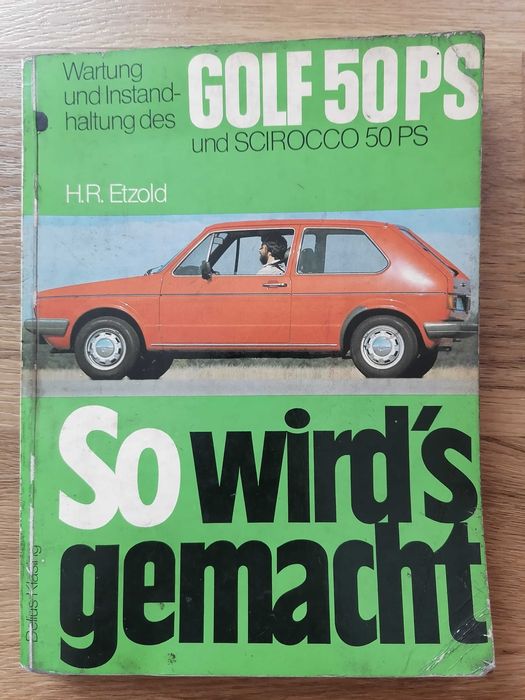 Wartung
und Instand-
haltung des
GOLF 50 PS
und SCIROCCO 50 PS
H.R. Etzold
So wird's
gemacht
Delius Klasing